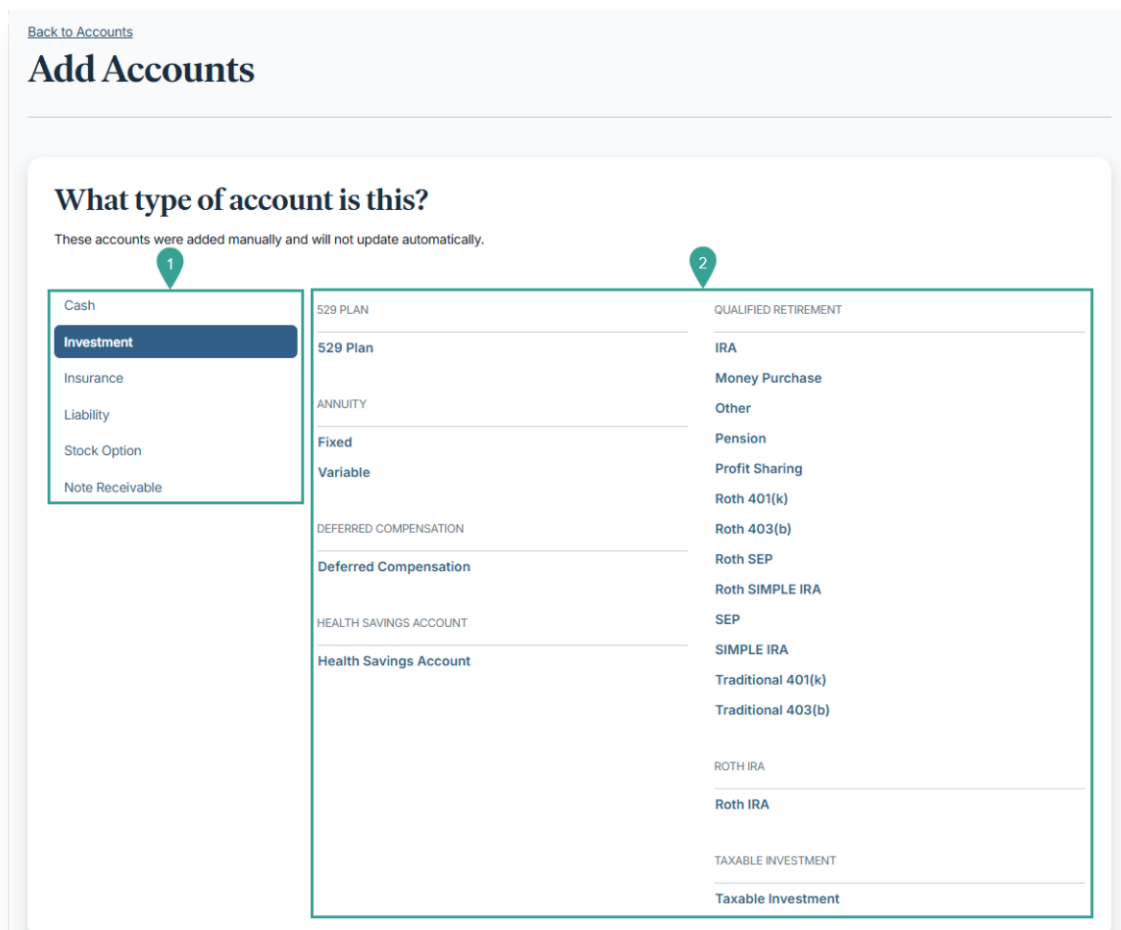 Back to Accounts
Add Accounts
What type of account is this?
These accounts were added manually and will not update automatically.
1
2
Cash
Investment
Insurance
Liability
Stock Option
Note Receivable
529 PLAN
529 Plan
ANNUITY
Fixed
Variable
DEFERRED COMPENSATION
Deferred Compensation
HEALTH SAVINGS ACCOUNT
Health Savings Account
QUALIFIED RETIREMENT
IRA
Money Purchase
Other
Pension
Profit Sharing
Roth 401(k)
Roth 403(b)
Roth SEP
Roth SIMPLE IRA
SEP
SIMPLE IRA
Traditional 401(k)
Traditional 403(b)
ROTH IRA
Roth IRA
TAXABLE INVESTMENT
Taxable Investment